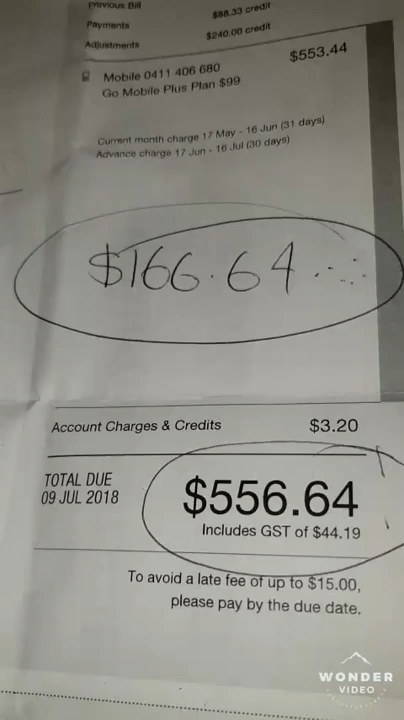 Previous Bill
Payments $88.33 credit
Adjustments $240.00 credit
Mobile 0411 406 680 $553.44
Go Mobile Plus Plan $99
Current month charge 17 May - 16 Jun (31 days)
Advance charge 17 Jun - 16 Jul (30 days)
$166.64
Account Charges & Credits $3.20
TOTAL DUE
09 JUL 2018
$556.64
Includes GST of $44.19
To avoid a late fee of up to $15.00,
please pay by the due date.
WONDER
VIDEO